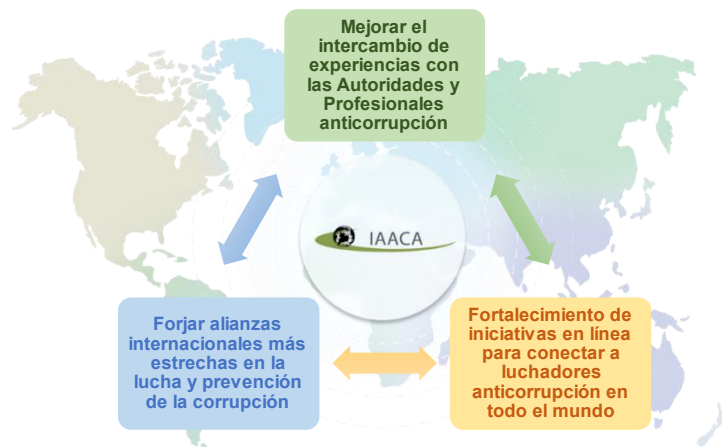 Mejorar el
intercambio de
experiencias con
las Autoridades y
Profesionales
anticorrupción
IAACA
Forjar alianzas
internacionales más
estrechas en la
lucha y prevención
de la corrupción
Fortalecimiento de
iniciativas en línea
para conectar a
luchadores
anticorrupción en
todo el mundo